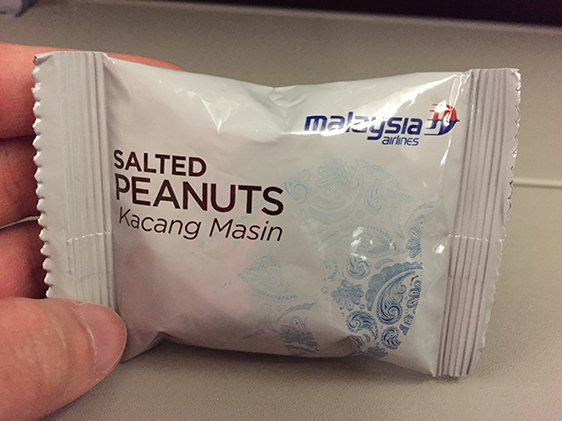 malaysia
airlines
SALTED
PEANUTS
Kacang Masin